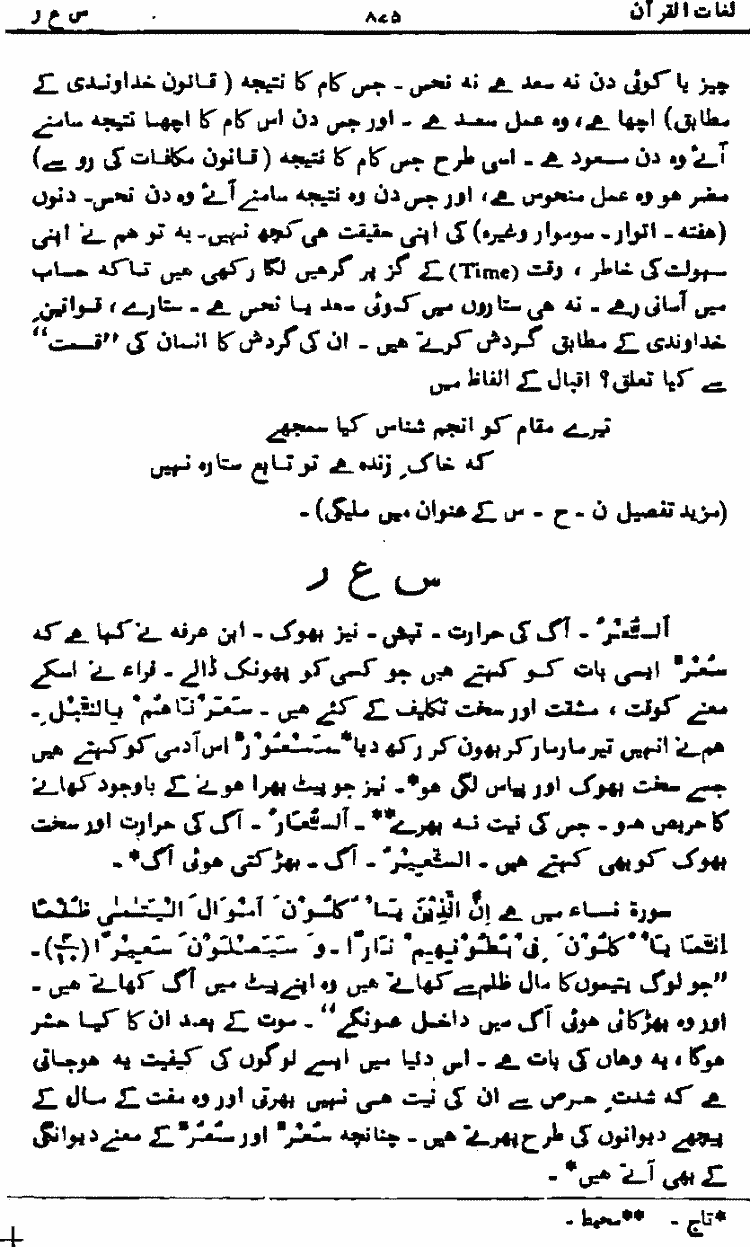 لغات القرآن ۸۷۵ س ع ر
چیز یا کوئی دن نہ سعد ہے نہ نحس ۔ جس کام کا نتیجہ ( قانون خداوندی کے
مطابق) اچھا ہے، وہ عمل سعد ہے ۔ اور جس دن اس کام کا اچھا نتیجہ سامنے
آئے وہ دن مسعود ہے ۔ اسی طرح جس کام کا نتیجہ ( قانون مکافات کی رو سے)
مضر ہو وہ عمل منحوس ہے، اور جس دن وہ نتیجہ سامنے آئے وہ دن نحس۔ دنوں
(ہفتہ ۔ اتوار ۔ سوموار وغیرہ) کی اپنی حقیقت ہی کچھ نہیں۔ یہ تو ہم نے اپنی
سہولت کی خاطر ، وقت (Time) کے گز پر گرہیں لگا رکھی ہیں تاکہ حساب
میں آسانی رہے ۔ نہ ہی ستاروں میں کوئی سعد یا نحس ہے ۔ ستارے، قوانینِ
خداوندی کے مطابق گردش کرتے ہیں ۔ ان کی گردش کا انسان کی ”قسمت“
سے کیا تعلق؟ اقبال کے الفاظ میں
تیرے مقام کو انجم شناس کیا سمجھے
کہ خاکِ زندہ ہے تو تابع ستارہ نہیں
(مزید تفصیل ن ۔ ح ۔ س کے عنوان میں ملیگی) ۔
س ع ر
اَلسُّعْرُ ۔ آگ کی حرارت ۔ تپش ۔ نیز بھوک ۔ ابن عرفہ نے کہا ہے کہ
سُعْرٌ ایسی بات کو کہتے ہیں جو کسی کو پھونک ڈالے ۔ فراء نے اسکے
معنے کوفت ، مشقت اور سخت تکلیف کے کئے ہیں ۔ سَعَرْنَاهُمْ بِالنَّبْلِ ۔
ہم نے انہیں تیر مار مار کر بھون کر رکھ دیا* مَسْعُوْرٌ اس آدمی کو کہتے ہیں
جسے سخت بھوک اور پیاس لگی ہو*۔ نیز جو پیٹ بھرا ہونے کے باوجود کھانے
کا حریص ہو ۔ جس کی نیت نہ بھرے** ۔ اَلسُّعَارُ ۔ آگ کی حرارت اور سخت
بھوک کو بھی کہتے ہیں ۔ السَّعِیْرُ ۔ آگ ۔ بھڑکتی ہوئی آگ* ۔
سورۃ نساء میں ہے اِنَّ الَّذِیْنَ یَاْکُلُوْنَ اَمْوَالَ الْیَتٰمٰی ظُلْمًا
اِنَّمَا یَاْکُلُوْنَ فِیْ بُطُوْنِهِمْ نَارًا ۔ وَ سَیَصْلَوْنَ سَعِیْرًا (۴/۱۰) ۔
”جو لوگ یتیموں کا مال ظلم سے کھاتے ہیں وہ اپنے پیٹ میں آگ کھاتے ہیں ۔
اور وہ بھڑکائی ہوئی آگ میں داخل ہونگے“ ۔ موت کے بعد ان کا کیا حشر
ہوگا ، یہ وہاں کی بات ہے ۔ اس دنیا میں ایسے لوگوں کی کیفیت یہ ہوجاتی
ہے کہ شدتِ حرص سے ان کی نیت ہی نہیں بھرتی اور وہ مفت کے مال کے
پیچھے دیوانوں کی طرح پھرتے ہیں ۔ چنانچہ سُعْرٌ اور سُعُرٌ کے معنے دیوانگی
کے بھی آتے ہیں* ۔
*تاج ۔ **محیط ۔